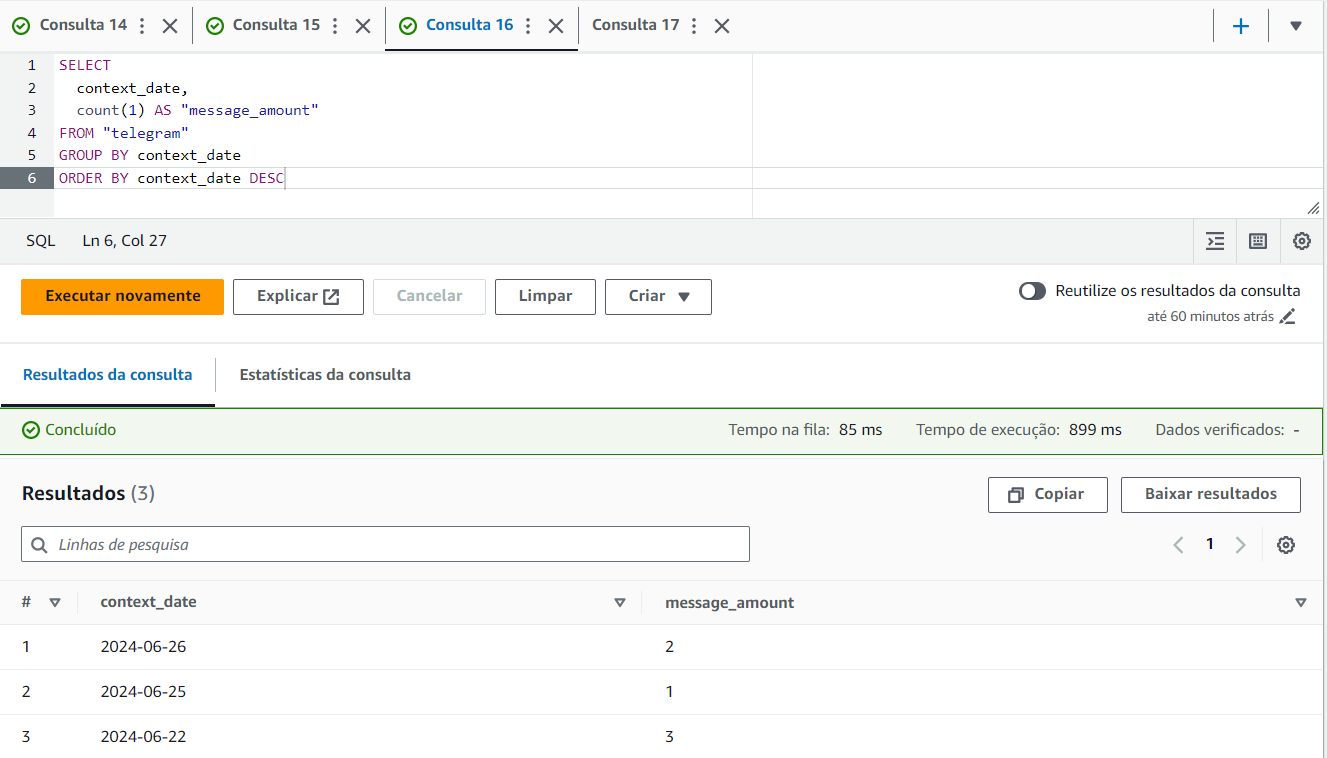 Consulta 14 Consulta 15 Consulta 16 Consulta 17
1 SELECT
2 context_date,
3 count(1) AS "message_amount"
4 FROM "telegram"
5 GROUP BY context_date
6 ORDER BY context_date DESC
SQL Ln 6, Col 27
Executar novamente Explicar Cancelar Limpar Criar Reutilize os resultados da consulta
até 60 minutos atrás
Resultados da consulta Estatísticas da consulta
Concluído Tempo na fila: 85 ms Tempo de execução: 899 ms Dados verificados: -
Resultados (3) Copiar Baixar resultados
Linhas de pesquisa 1
# context_date message_amount
1 2024-06-26 2
2 2024-06-25 1
3 2024-06-22 3